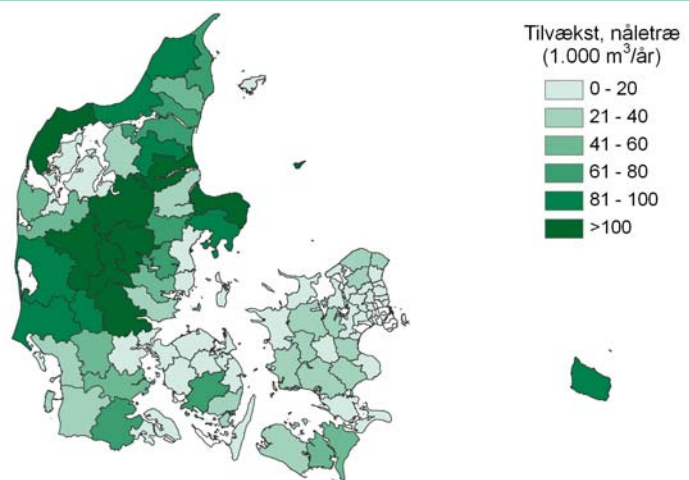 Tilvækst, nåletræ
(1.000 m³/år)
0 - 20
21 - 40
41 - 60
61 - 80
81 - 100
>100